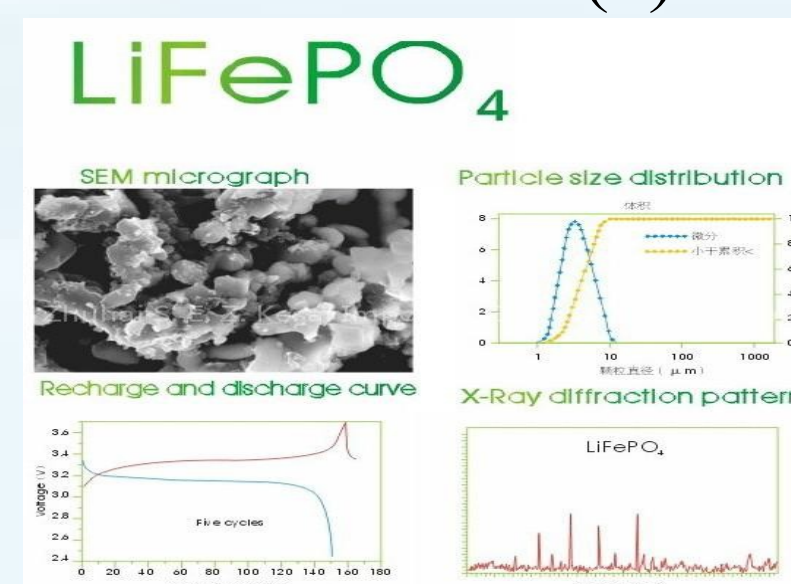 LiFePO4
SEM micrograph
Particle size distribution
体积
8
6
4
2
0
微分
小于累积<
1 10 100 1000
颗粒直径 ( μm )
Recharge and discharge curve
X-Ray diffraction patter
3.6
3.4
3.2
3.0
2.8
2.6
2.4
Voltage (V)
Five cycles
0 20 40 60 80 100 120 140 160 180
LiFePO4